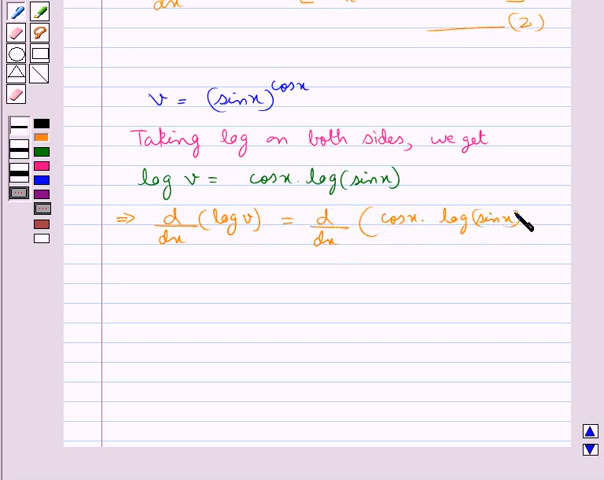 dx
(2)
v = (sinx)^cosx
Taking log on both sides, we get
log v = cosx . log(sinx)
⇒ d/dx (log v) = d/dx (cosx . log(sinx)